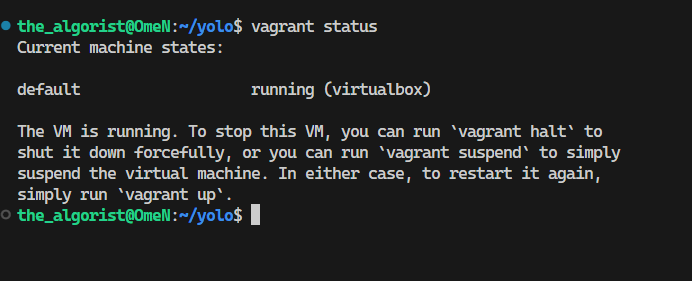 the_algorist@OmeN:~/yolo$ vagrant status
Current machine states:
default                   running (virtualbox)
The VM is running. To stop this VM, you can run `vagrant halt` to
shut it down forcefully, or you can run `vagrant suspend` to simply
suspend the virtual machine. In either case, to restart it again,
simply run `vagrant up`.
the_algorist@OmeN:~/yolo$